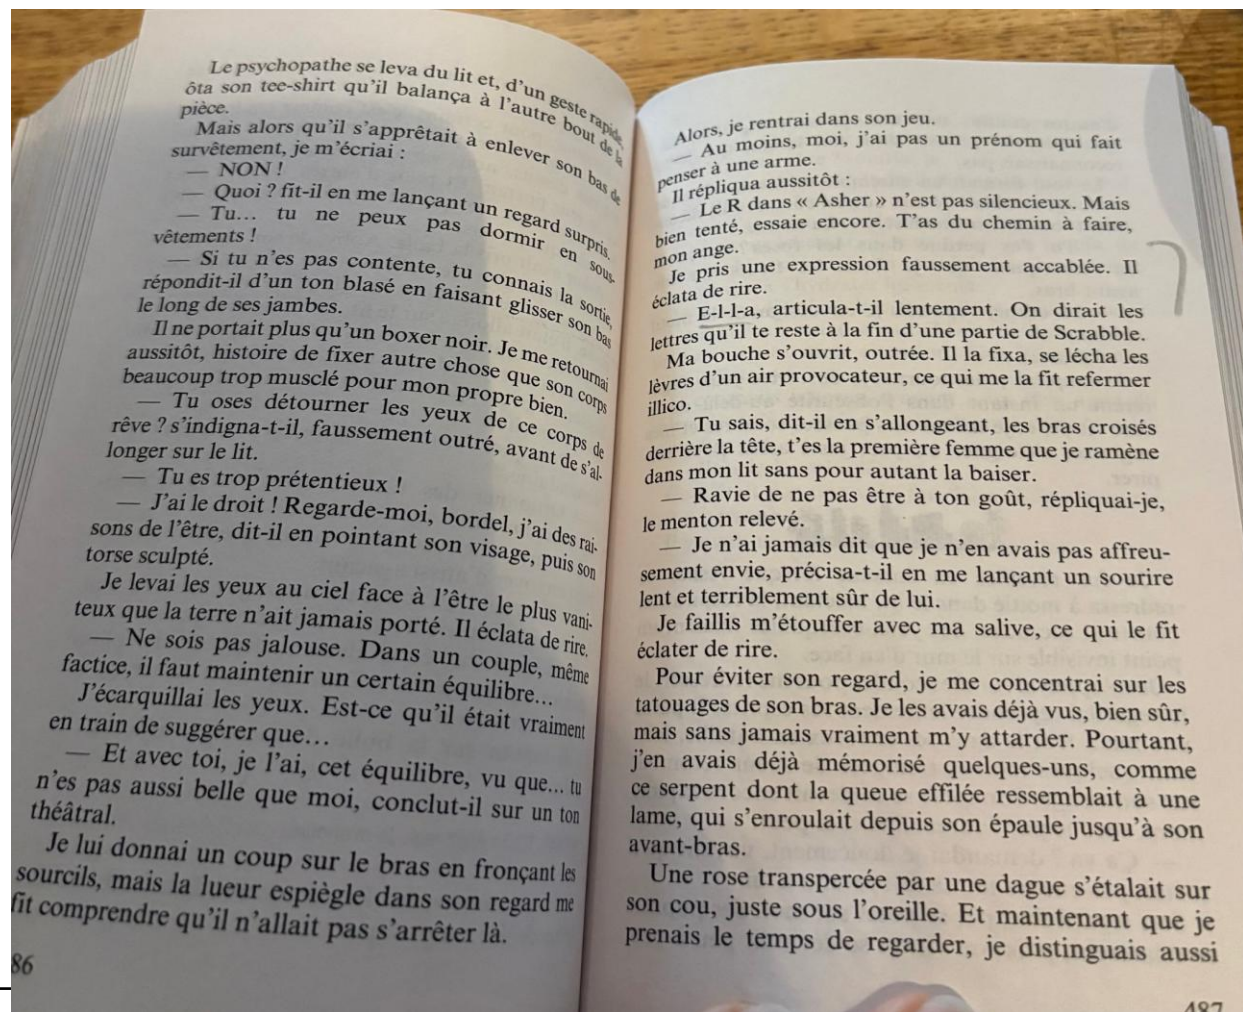 Le psychopathe se leva du lit et, d'un geste rapide,
ôta son tee-shirt qu'il balança à l'autre bout de la
pièce.
Mais alors qu'il s'apprêtait à enlever son bas de
survêtement, je m'écriai :
— NON !
— Quoi ? fit-il en me lançant un regard surpris.
— Tu... tu ne peux pas dormir en sous-
vêtements !
— Si tu n'es pas contente, tu connais la sortie,
répondit-il d'un ton blasé en faisant glisser son bas
le long de ses jambes.
Il ne portait plus qu'un boxer noir. Je me retournai
aussitôt, histoire de fixer autre chose que son corps
beaucoup trop musclé pour mon propre bien.
— Tu oses détourner les yeux de ce corps de
rêve ? s'indigna-t-il, faussement outré, avant de s'al-
longer sur le lit.
— Tu es trop prétentieux !
— J'ai le droit ! Regarde-moi, bordel, j'ai des rai-
sons de l'être, dit-il en pointant son visage, puis son
torse sculpté.
Je levai les yeux au ciel face à l'être le plus vani-
teux que la terre n'ait jamais porté. Il éclata de rire.
— Ne sois pas jalouse. Dans un couple, même
factice, il faut maintenir un certain équilibre...
J'écarquillai les yeux. Est-ce qu'il était vraiment
en train de suggérer que...
— Et avec toi, je l'ai, cet équilibre, vu que... tu
n'es pas aussi belle que moi, conclut-il sur un ton
théâtral.
Je lui donnai un coup sur le bras en fronçant les
sourcils, mais la lueur espiègle dans son regard me
fit comprendre qu'il n'allait pas s'arrêter là.
86
Alors, je rentrai dans son jeu.
— Au moins, moi, j'ai pas un prénom qui fait
penser à une arme.
Il répliqua aussitôt :
— Le R dans « Asher » n'est pas silencieux. Mais
bien tenté, essaie encore. T'as du chemin à faire,
mon ange.
Je pris une expression faussement accablée. Il
éclata de rire.
— E-l-l-a, articula-t-il lentement. On dirait les
lettres qu'il te reste à la fin d'une partie de Scrabble.
Ma bouche s'ouvrit, outrée. Il la fixa, se lécha les
lèvres d'un air provocateur, ce qui me la fit refermer
illico.
— Tu sais, dit-il en s'allongeant, les bras croisés
derrière la tête, t'es la première femme que je ramène
dans mon lit sans pour autant la baiser.
— Ravie de ne pas être à ton goût, répliquai-je,
le menton relevé.
— Je n'ai jamais dit que je n'en avais pas affreu-
sement envie, précisa-t-il en me lançant un sourire
lent et terriblement sûr de lui.
Je faillis m'étouffer avec ma salive, ce qui le fit
éclater de rire.
Pour éviter son regard, je me concentrai sur les
tatouages de son bras. Je les avais déjà vus, bien sûr,
mais sans jamais vraiment m'y attarder. Pourtant,
j'en avais déjà mémorisé quelques-uns, comme
ce serpent dont la queue effilée ressemblait à une
lame, qui s'enroulait depuis son épaule jusqu'à son
avant-bras.
Une rose transpercée par une dague s'étalait sur
son cou, juste sous l'oreille. Et maintenant que je
prenais le temps de regarder, je distinguais aussi
487